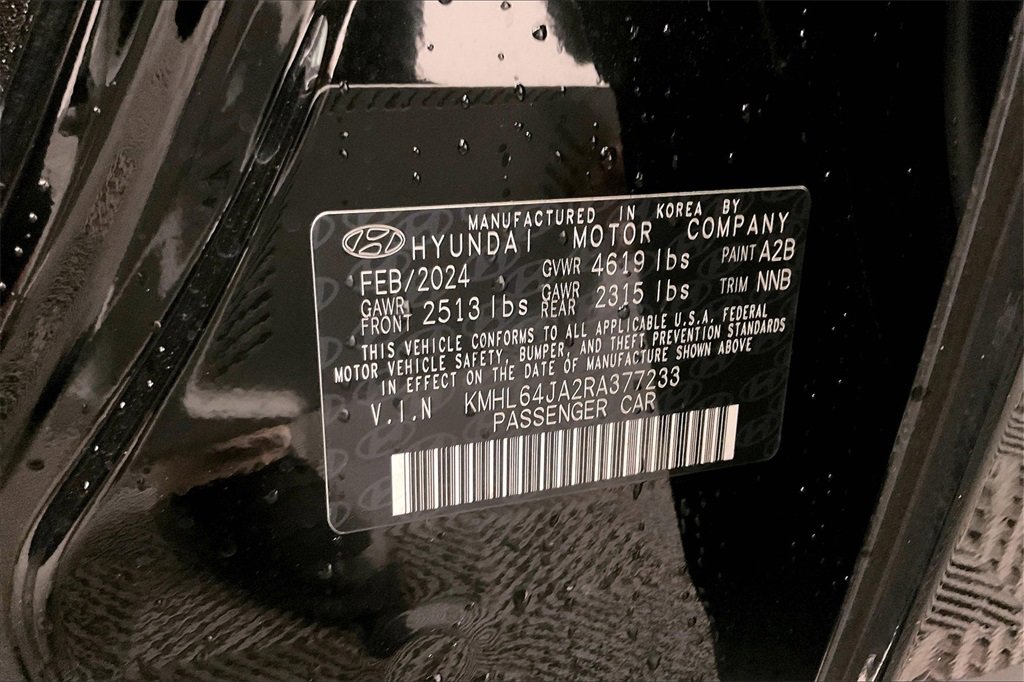 MANUFACTURED IN KOREA BY
HYUNDAI MOTOR COMPANY
FEB/2024 GVWR 4619 lbs PAINT A2B
GAWR FRONT 2513 lbs GAWR REAR 2315 lbs TRIM NNB
THIS VEHICLE CONFORMS TO ALL APPLICABLE U.S.A. FEDERAL
MOTOR VEHICLE SAFETY, BUMPER, AND THEFT PREVENTION STANDARDS
IN EFFECT ON THE DATE OF MANUFACTURE SHOWN ABOVE
V.I.N KMHL64JA2RA377233
PASSENGER CAR